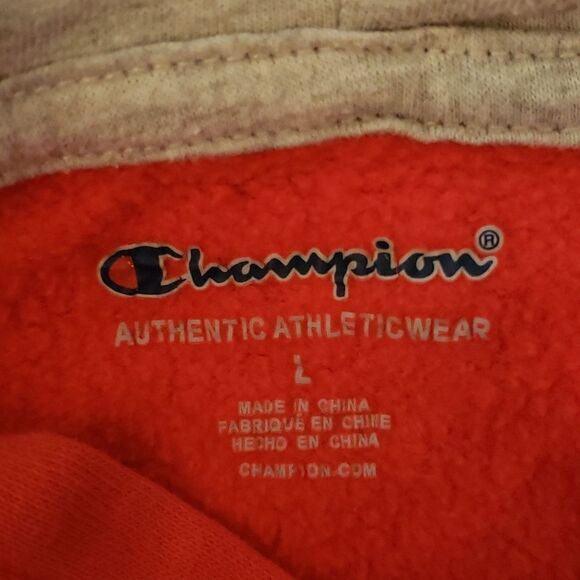 Champion®
AUTHENTIC ATHLETICWEAR
L
MADE IN CHINA
FABRIQUÉ EN CHINE
HECHO EN CHINA
CHAMPION.COM